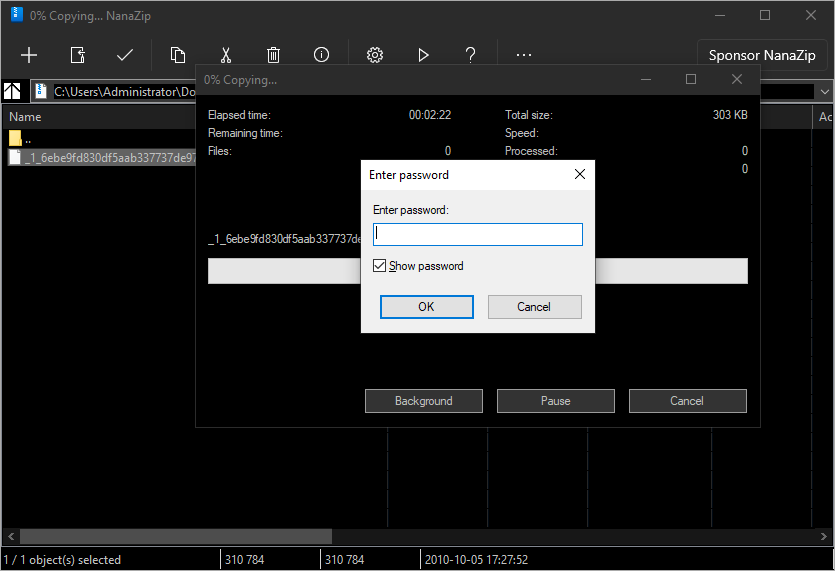 0% Copying... NanaZip
Sponsor NanaZip
C:\Users\Administrator\Do
Name
Ac
..
_1_6ebe9fd830df5aab337737de97
0% Copying...
Elapsed time: 00:02:22 Total size: 303 KB
Remaining time: Speed:
Files: 0 Processed: 0
0
_1_6ebe9fd830df5aab337737de
Enter password
Enter password:
Show password
OK Cancel
Background Pause Cancel
1 / 1 object(s) selected 310 784 310 784 2010-10-05 17:27:52